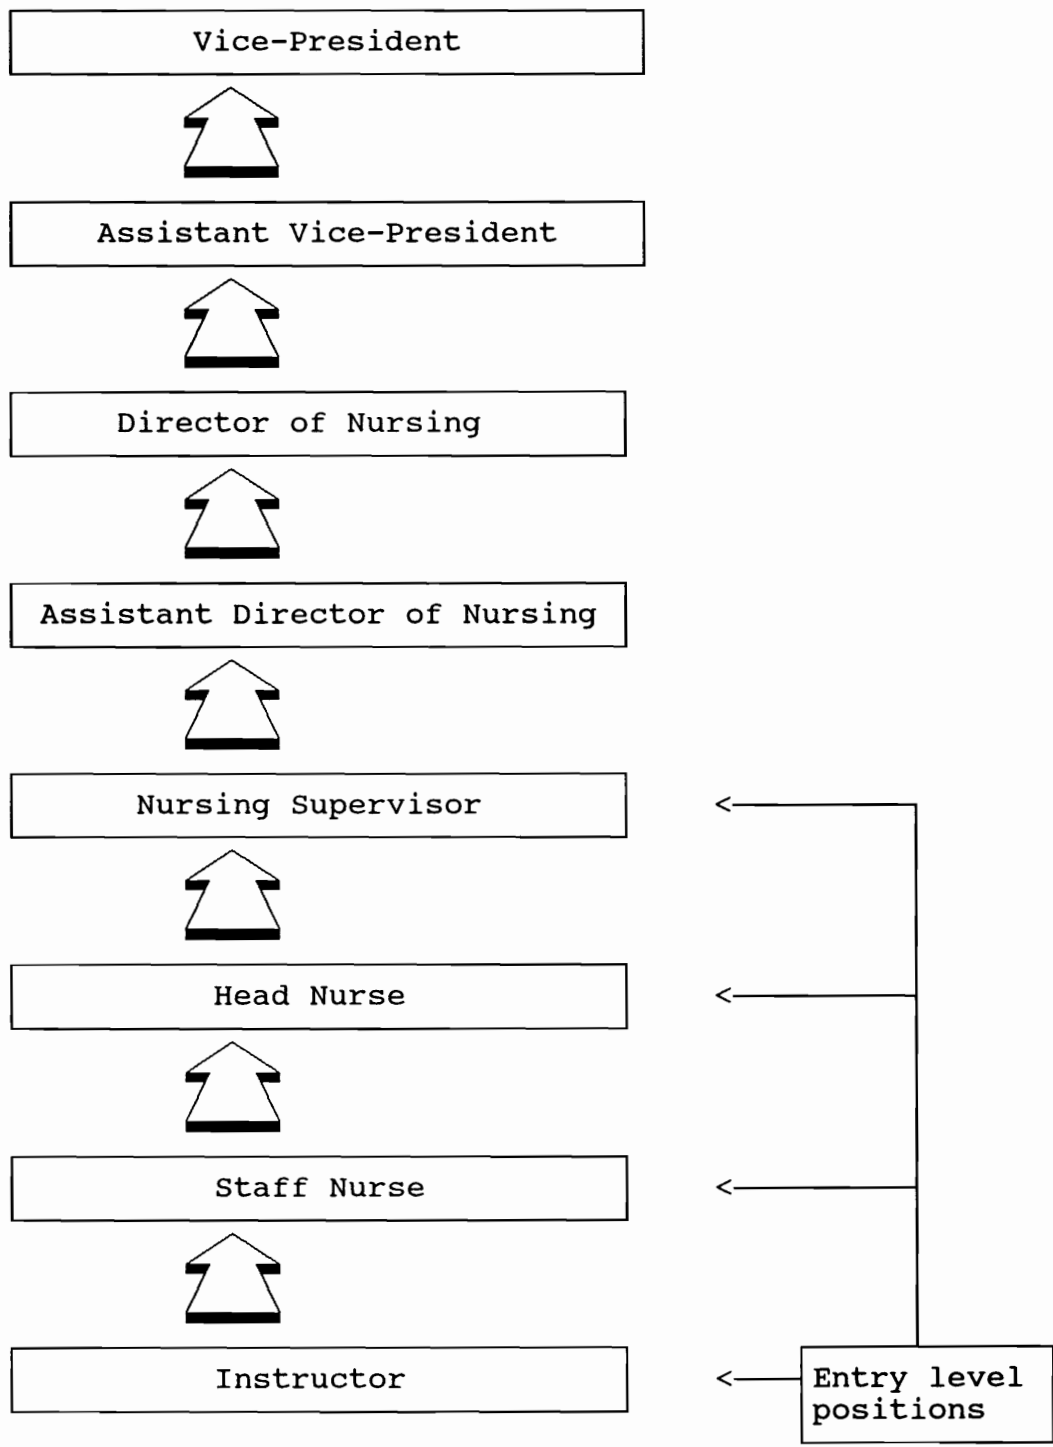 Vice-President
Assistant Vice-President
Director of Nursing
Assistant Director of Nursing
Nursing Supervisor
Head Nurse
Staff Nurse
Instructor
Entry level
positions